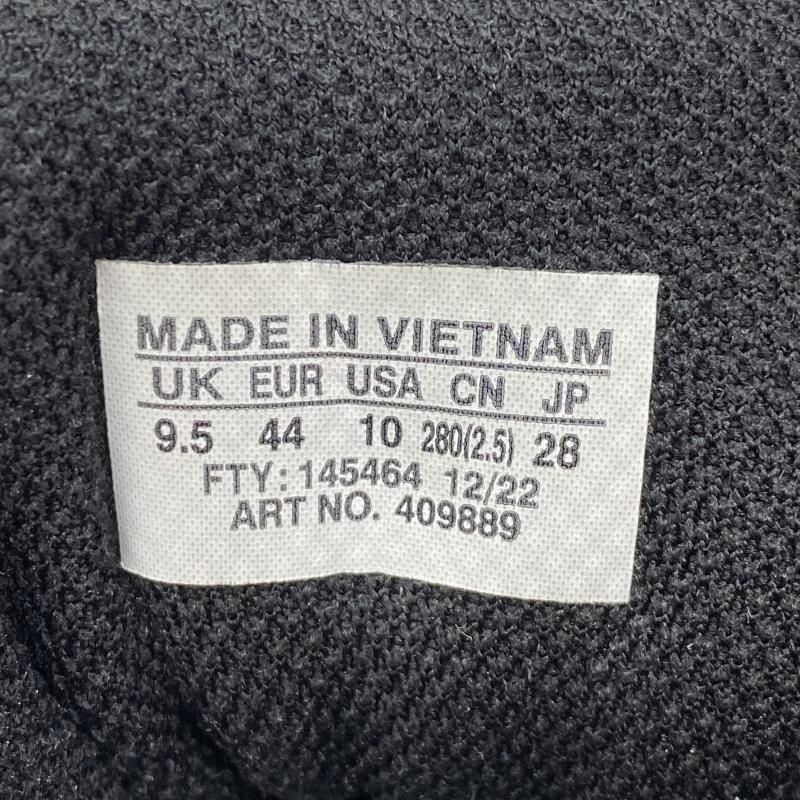 MADE IN VIETNAM
UK EUR USA CN JP
9.5 44 10 280(2.5) 28
FTY: 145464 12/22
ART NO. 409889